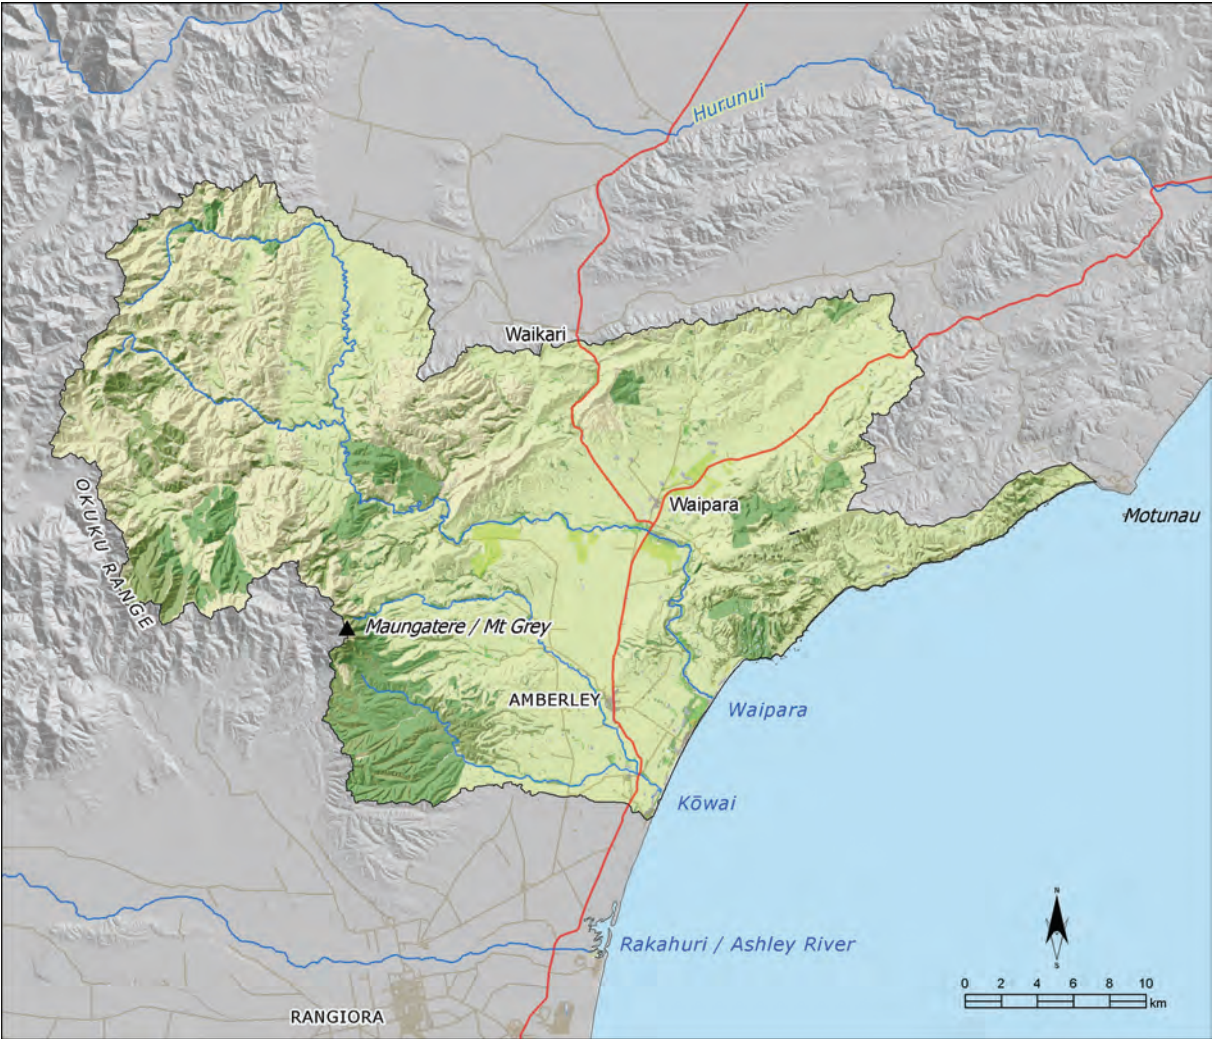 Hurunui
Waikari
Waipara
OKUKU RANGE
Motunau
Maungatere / Mt Grey
AMBERLEY
Waipara
Kōwai
N
S
Rakahuri / Ashley River
0 2 4 6 8 10
km
RANGIORA